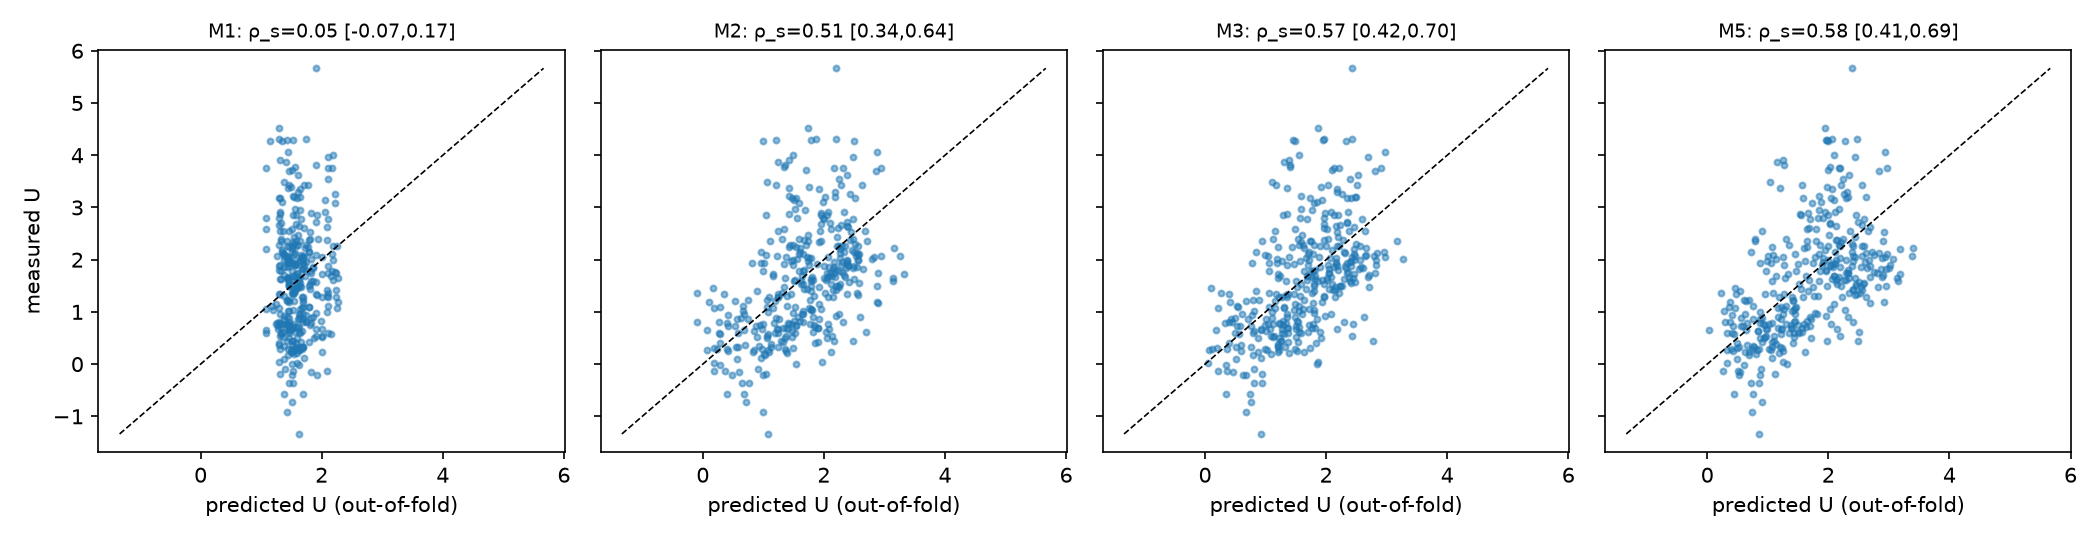 M1: ρ_s=0.05 [-0.07,0.17]
M2: ρ_s=0.51 [0.34,0.64]
M3: ρ_s=0.57 [0.42,0.70]
M5: ρ_s=0.58 [0.41,0.69]
measured U
6
5
4
3
2
1
0
−1
0 2 4 6
0 2 4 6
0 2 4 6
0 2 4 6
predicted U (out-of-fold)
predicted U (out-of-fold)
predicted U (out-of-fold)
predicted U (out-of-fold)